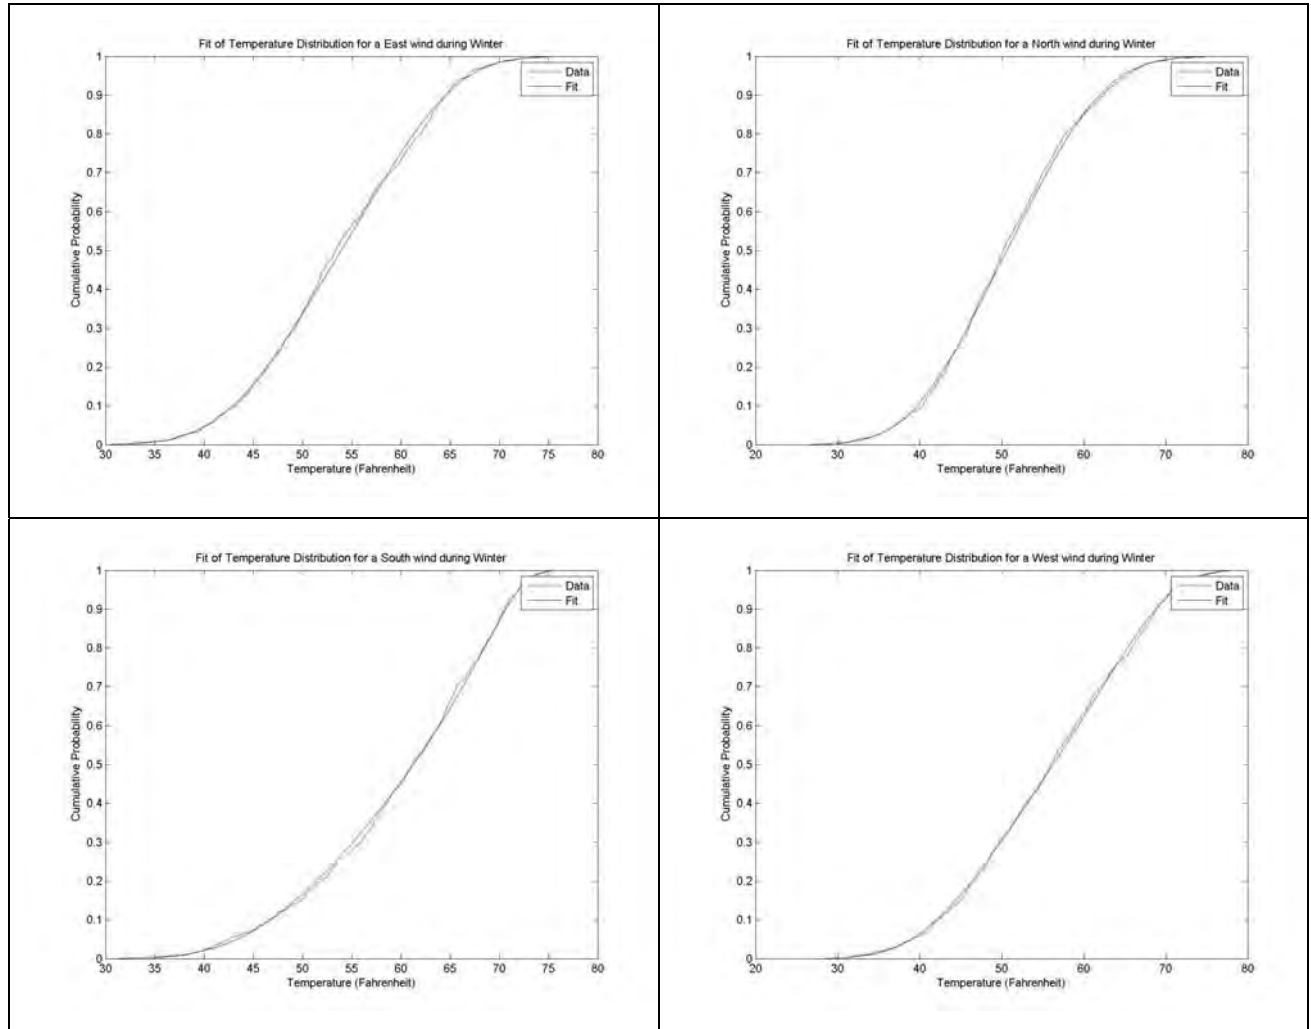 Fit of Temperature Distribution for a East wind during Winter
1
0.9
0.8
0.7
0.6
0.5
0.4
0.3
0.2
0.1
0
Cumulative Probability
Data
Fit
30 35 40 45 50 55 60 65 70 75 80
Temperature (Fahrenheit)
Fit of Temperature Distribution for a North wind during Winter
1
0.9
0.8
0.7
0.6
0.5
0.4
0.3
0.2
0.1
0
Cumulative Probability
Data
Fit
20 30 40 50 60 70 80
Temperature (Fahrenheit)
Fit of Temperature Distribution for a South wind during Winter
1
0.9
0.8
0.7
0.6
0.5
0.4
0.3
0.2
0.1
0
Cumulative Probability
Data
Fit
30 35 40 45 50 55 60 65 70 75 80
Temperature (Fahrenheit)
Fit of Temperature Distribution for a West wind during Winter
1
0.9
0.8
0.7
0.6
0.5
0.4
0.3
0.2
0.1
0
Cumulative Probability
Data
Fit
20 30 40 50 60 70 80
Temperature (Fahrenheit)